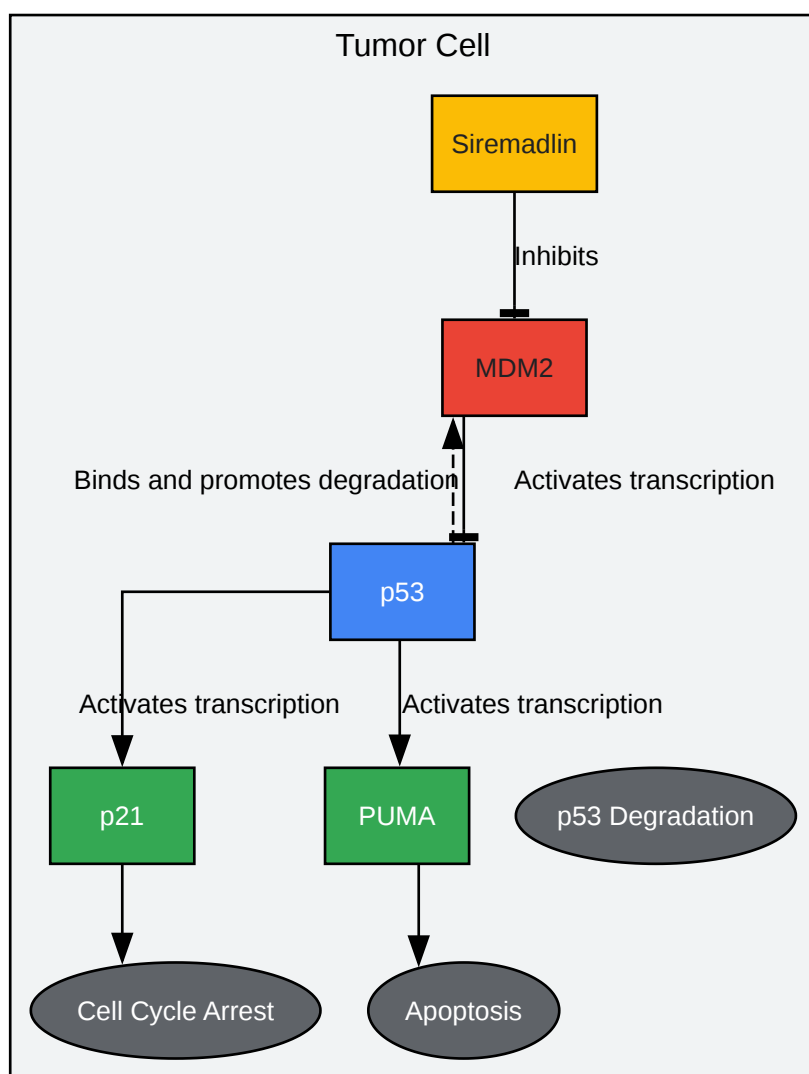 Tumor Cell
Siremadlin
Inhibits
MDM2
Binds and promotes degradation
Activates transcription
p53
Activates transcription
Activates transcription
p21
PUMA
p53 Degradation
Cell Cycle Arrest
Apoptosis